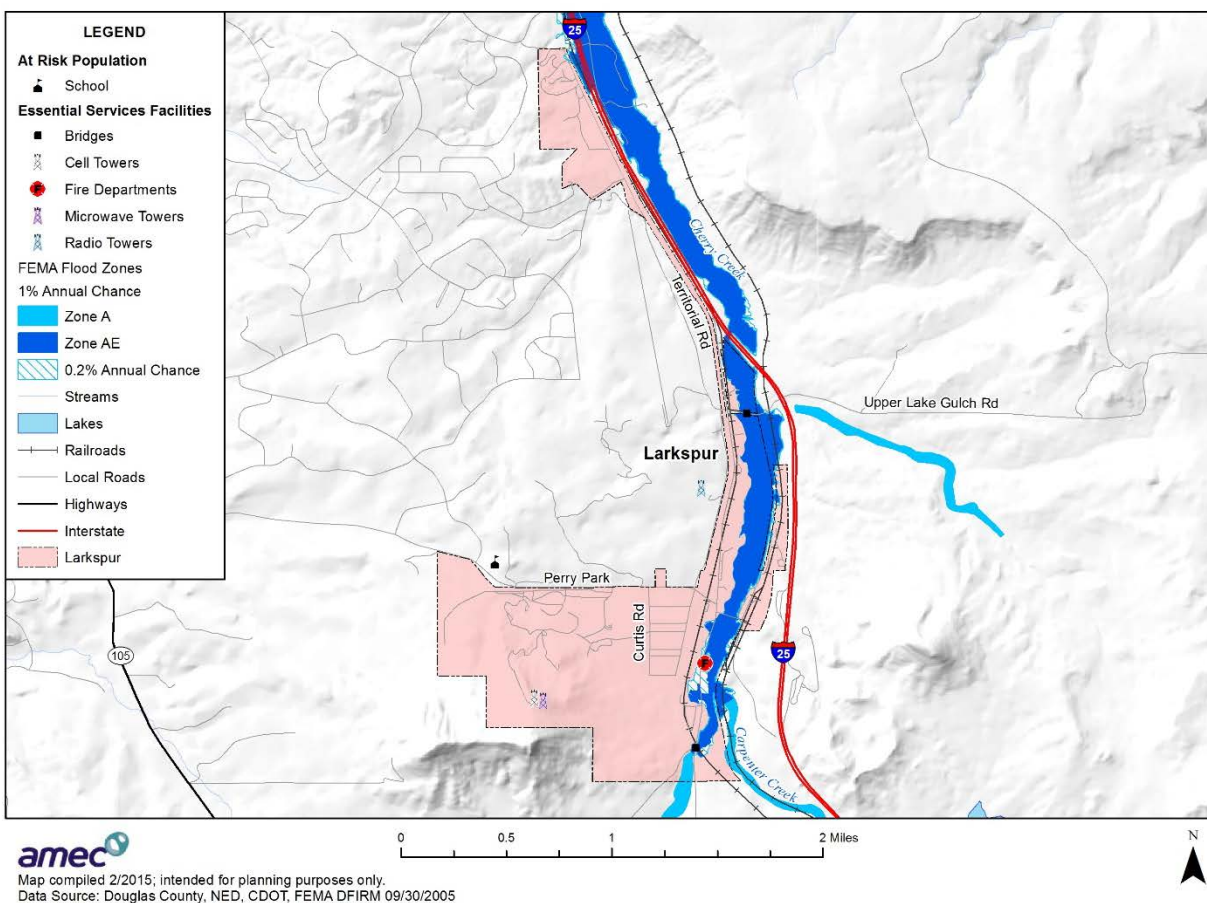 LEGEND
At Risk Population
School
Essential Services Facilities
Bridges
Cell Towers
F
Fire Departments
Microwave Towers
Radio Towers
FEMA Flood Zones
1% Annual Chance
Zone A
Zone AE
0.2% Annual Chance
Streams
Lakes
Railroads
Local Roads
Highways
Interstate
Larkspur
25
Cherry Creek
Territorial Rd
Upper Lake Gulch Rd
Larkspur
Perry Park
Curtis Rd
F
25
105
Carpenter Creek
amec
0 0.5 1 2 Miles
N
Map compiled 2/2015; intended for planning purposes only.
Data Source: Douglas County, NED, CDOT, FEMA DFIRM 09/30/2005